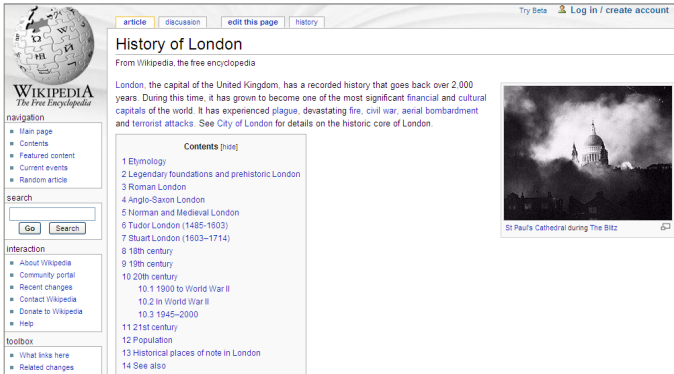 Try Beta
Log in / create account
article
discussion
edit this page
history
WIKIPEDIA
The Free Encyclopedia
navigation
Main page
Contents
Featured content
Current events
Random article
search
Go
Search
interaction
About Wikipedia
Community portal
Recent changes
Contact Wikipedia
Donate to Wikipedia
Help
toolbox
What links here
Related changes
History of London
From Wikipedia, the free encyclopedia
London, the capital of the United Kingdom, has a recorded history that goes back over 2,000
years. During this time, it has grown to become one of the most significant financial and cultural
capitals of the world. It has experienced plague, devastating fire, civil war, aerial bombardment
and terrorist attacks. See City of London for details on the historic core of London.
Contents [hide]
1 Etymology
2 Legendary foundations and prehistoric London
3 Roman London
4 Anglo-Saxon London
5 Norman and Medieval London
6 Tudor London (1485-1603)
7 Stuart London (1603–1714)
8 18th century
9 19th century
10 20th century
10.1 1900 to World War II
10.2 In World War II
10.3 1945–2000
11 21st century
12 Population
13 Historical places of note in London
14 See also
St Paul's Cathedral during The Blitz